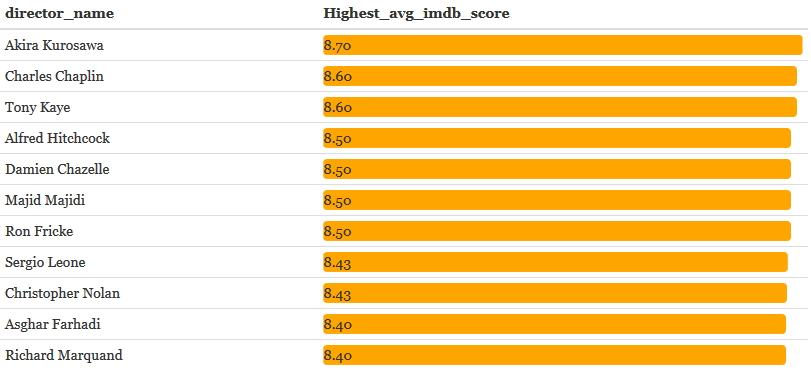 director_name Highest_avg_imdb_score
Akira Kurosawa 8.70
Charles Chaplin 8.60
Tony Kaye 8.60
Alfred Hitchcock 8.50
Damien Chazelle 8.50
Majid Majidi 8.50
Ron Fricke 8.50
Sergio Leone 8.43
Christopher Nolan 8.43
Asghar Farhadi 8.40
Richard Marquand 8.40